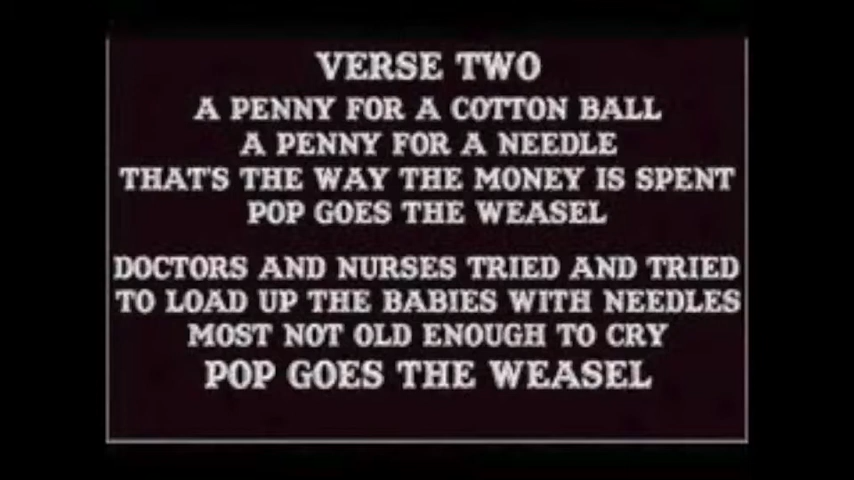 VERSE TWO
A PENNY FOR A COTTON BALL
A PENNY FOR A NEEDLE
THAT'S THE WAY THE MONEY IS SPENT
POP GOES THE WEASEL
DOCTORS AND NURSES TRIED AND TRIED
TO LOAD UP THE BABIES WITH NEEDLES
MOST NOT OLD ENOUGH TO CRY
POP GOES THE WEASEL